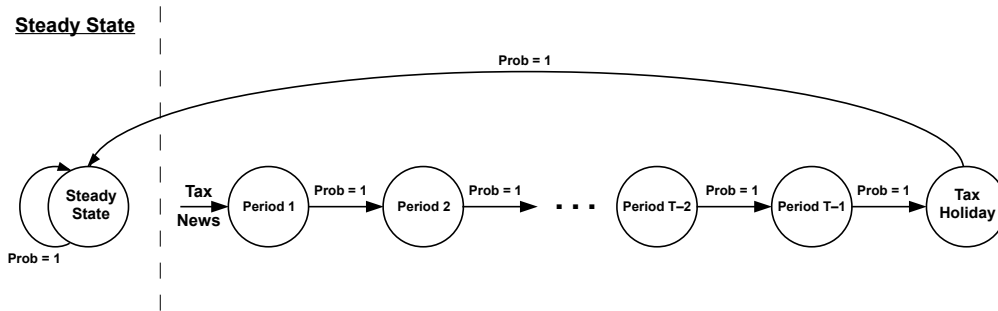 Steady State
Prob = 1
Steady
State
Prob = 1
Tax
News
Period 1
Prob = 1
Period 2
Prob = 1
. . .
Period T–2
Prob = 1
Period T–1
Prob = 1
Tax
Holiday